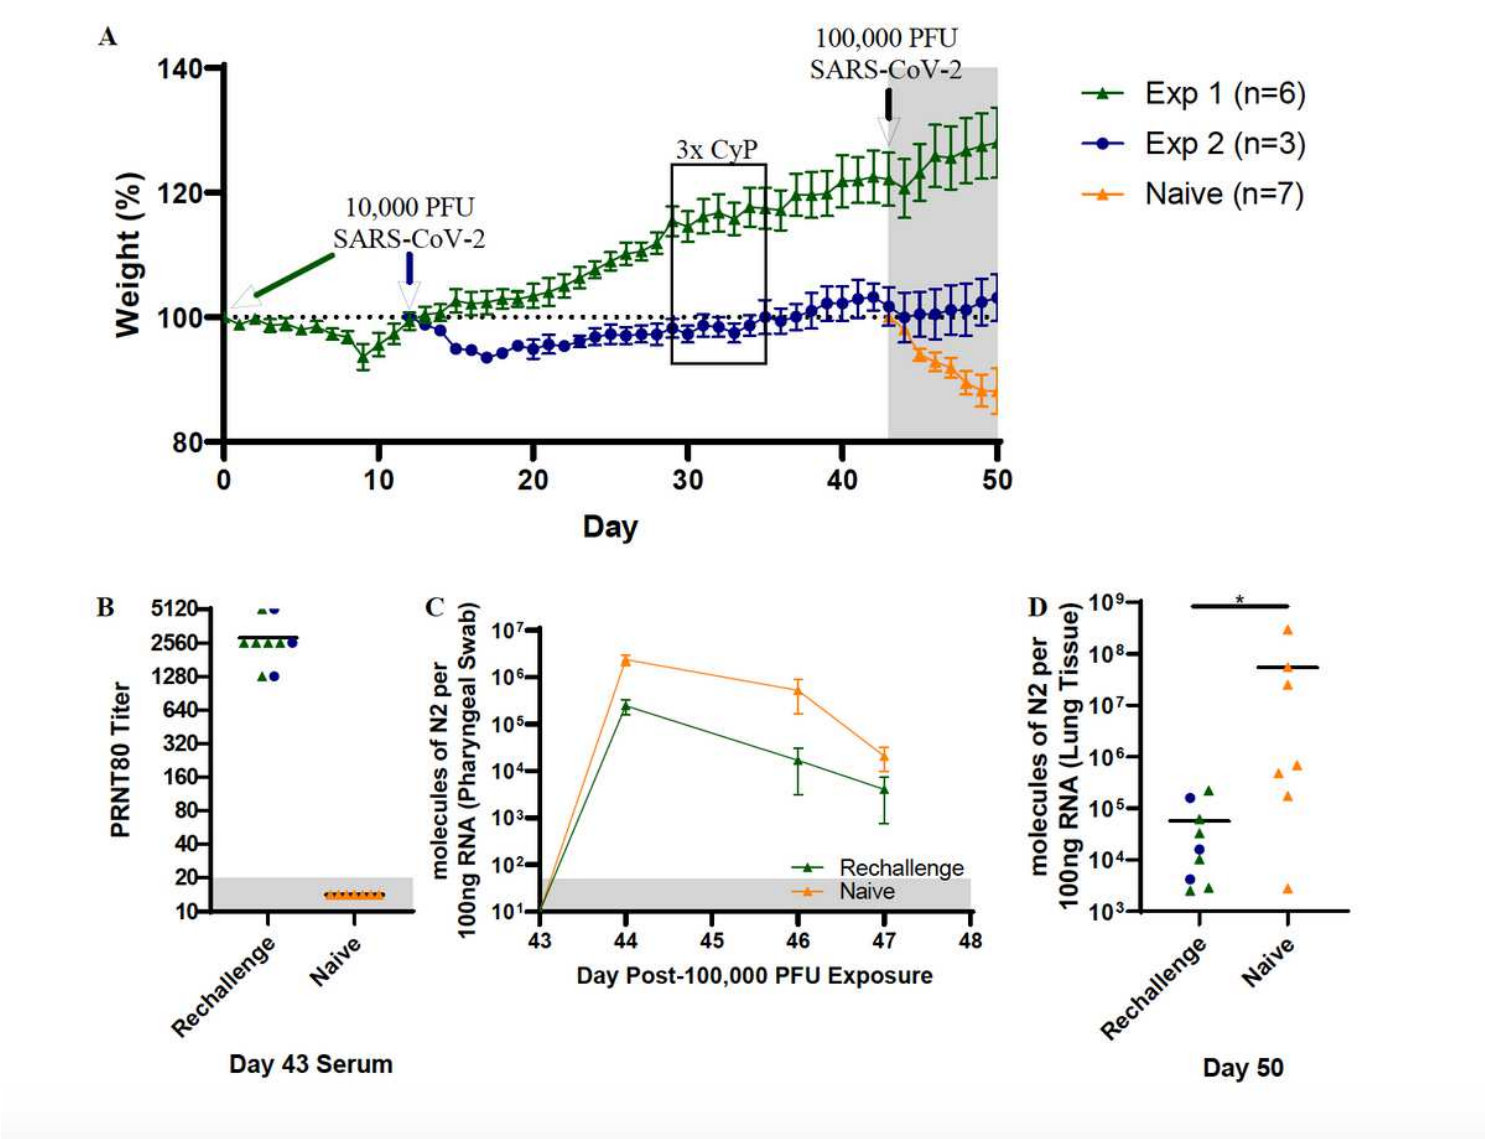 A
100,000 PFU
SARS-CoV-2
140
120
100
80
Weight (%)
10,000 PFU
SARS-CoV-2
3x CyP
Exp 1 (n=6)
Exp 2 (n=3)
Naive (n=7)
0 10 20 30 40 50
Day
B
5120
2560
1280
640
320
160
80
40
20
10
PRNT80 Titer
Rechallenge
Naive
Day 43 Serum
C
molecules of N2 per
100ng RNA (Pharyngeal Swab)
10⁷
10⁶
10⁵
10⁴
10³
10²
10¹
Rechallenge
Naive
43 44 45 46 47 48
Day Post-100,000 PFU Exposure
D
molecules of N2 per
100ng RNA (Lung Tissue)
10⁹
10⁸
10⁷
10⁶
10⁵
10⁴
10³
*
Rechallenge
Naive
Day 50